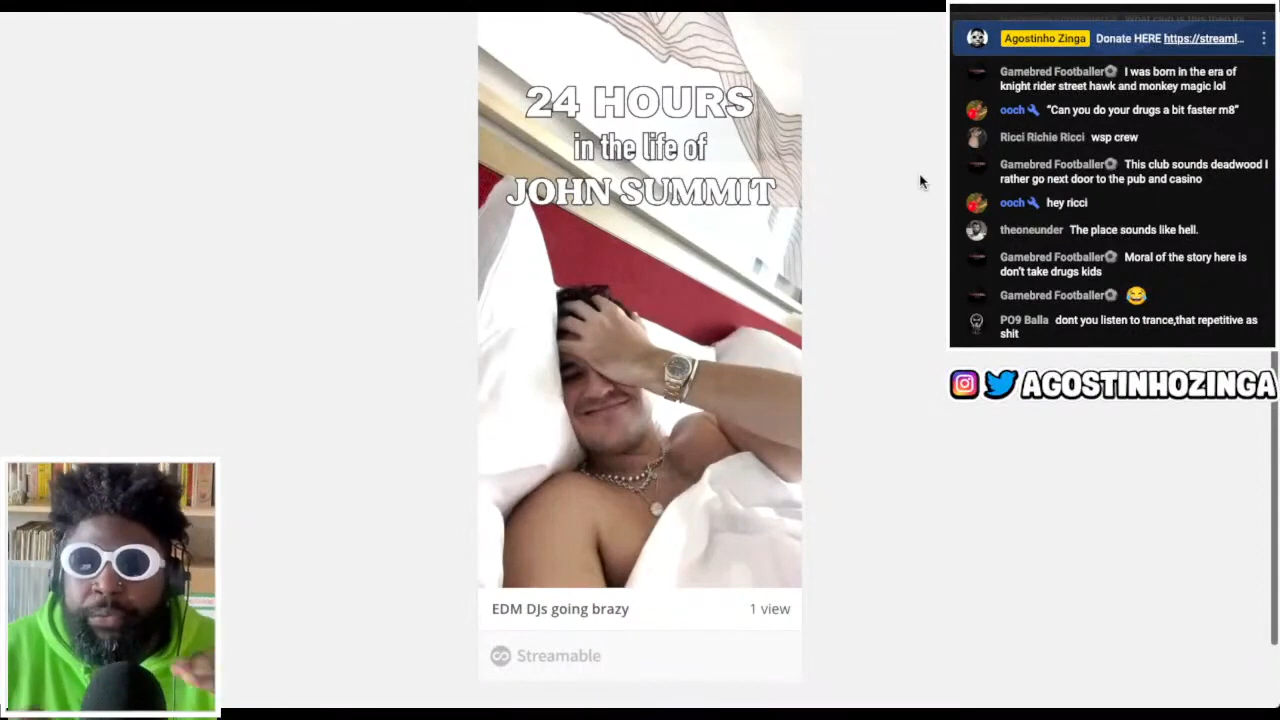 24 HOURS
in the life of
JOHN SUMMIT
EDM DJs going brazy
1 view
Streamable
Agostinho Zinga Donate HERE https://streaml...
Gamebred Footballer I was born in the era of
knight rider street hawk and monkey magic lol
ooch “Can you do your drugs a bit faster m8”
Ricci Richie Ricci wsp crew
Gamebred Footballer This club sounds deadwood I
rather go next door to the pub and casino
ooch hey ricci
theoneunder The place sounds like hell.
Gamebred Footballer Moral of the story here is
don't take drugs kids
Gamebred Footballer 😂
PO9 Balla dont you listen to trance,that repetitive as
shit
AGOSTINHOZINGA